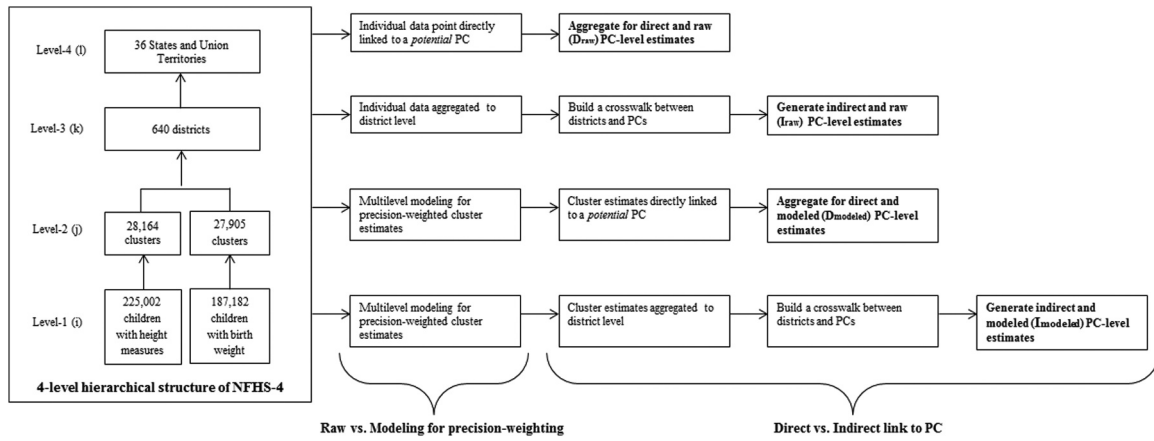 Level-4 (l)
36 States and Union
Territories
Level-3 (k)
640 districts
Level-2 (j)
28,164
clusters
27,905
clusters
Level-1 (i)
225,002
children
with height
measures
187,182
children
with birth
weight
4-level hierarchical structure of NFHS-4
Individual data point directly
linked to a potential PC
Aggregate for direct and raw
(Draw) PC-level estimates
Individual data aggregated to
district level
Build a crosswalk between
districts and PCs
Generate indirect and raw
(Iraw) PC-level estimates
Multilevel modeling for
precision-weighted cluster
estimates
Cluster estimates directly linked
to a potential PC
Aggregate for direct and
modeled (Dmodeled) PC-level
estimates
Multilevel modeling for
precision-weighted cluster
estimates
Cluster estimates aggregated to
district level
Build a crosswalk between
districts and PCs
Generate indirect and
modeled (Imodeled) PC-level
estimates
Raw vs. Modeling for precision-weighting
Direct vs. Indirect link to PC